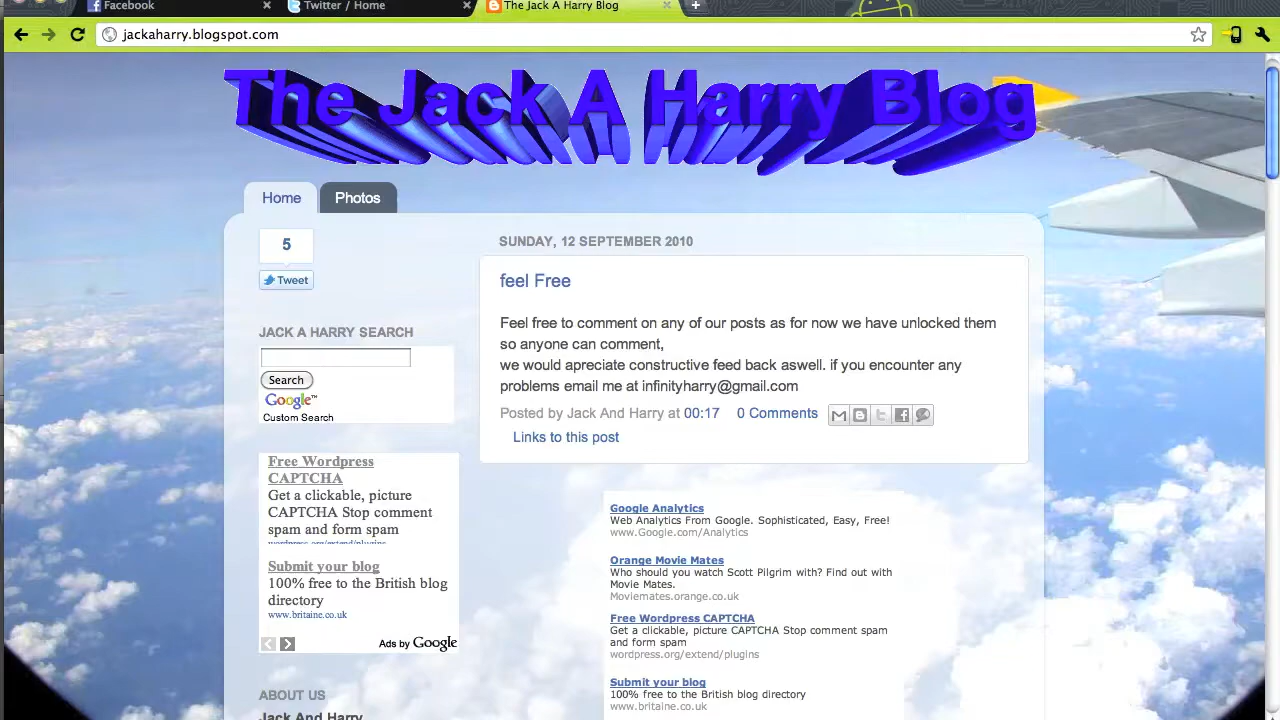 Facebook
Twitter / Home
The Jack A Harry Blog
jackaharry.blogspot.com
The Jack A Harry Blog
Home
Photos
5
Tweet
JACK A HARRY SEARCH
Search
Google™
Custom Search
Free Wordpress
CAPTCHA
Get a clickable, picture
CAPTCHA Stop comment
spam and form spam
wordpress.org/extend/plugins
Submit your blog
100% free to the British blog
directory
www.britaine.co.uk
Ads by Google
ABOUT US
Jack And Harry
SUNDAY, 12 SEPTEMBER 2010
feel Free
Feel free to comment on any of our posts as for now we have unlocked them
so anyone can comment,
we would apreciate constructive feed back aswell. if you encounter any
problems email me at infinityharry@gmail.com
Posted by Jack And Harry at 00:17 0 Comments
Links to this post
Google Analytics
Web Analytics From Google. Sophisticated, Easy, Free!
www.Google.com/Analytics
Orange Movie Mates
Who should you watch Scott Pilgrim with? Find out with
Movie Mates.
Moviemates.orange.co.uk
Free Wordpress CAPTCHA
Get a clickable, picture CAPTCHA Stop comment spam
and form spam
wordpress.org/extend/plugins
Submit your blog
100% free to the British blog directory
www.britaine.co.uk